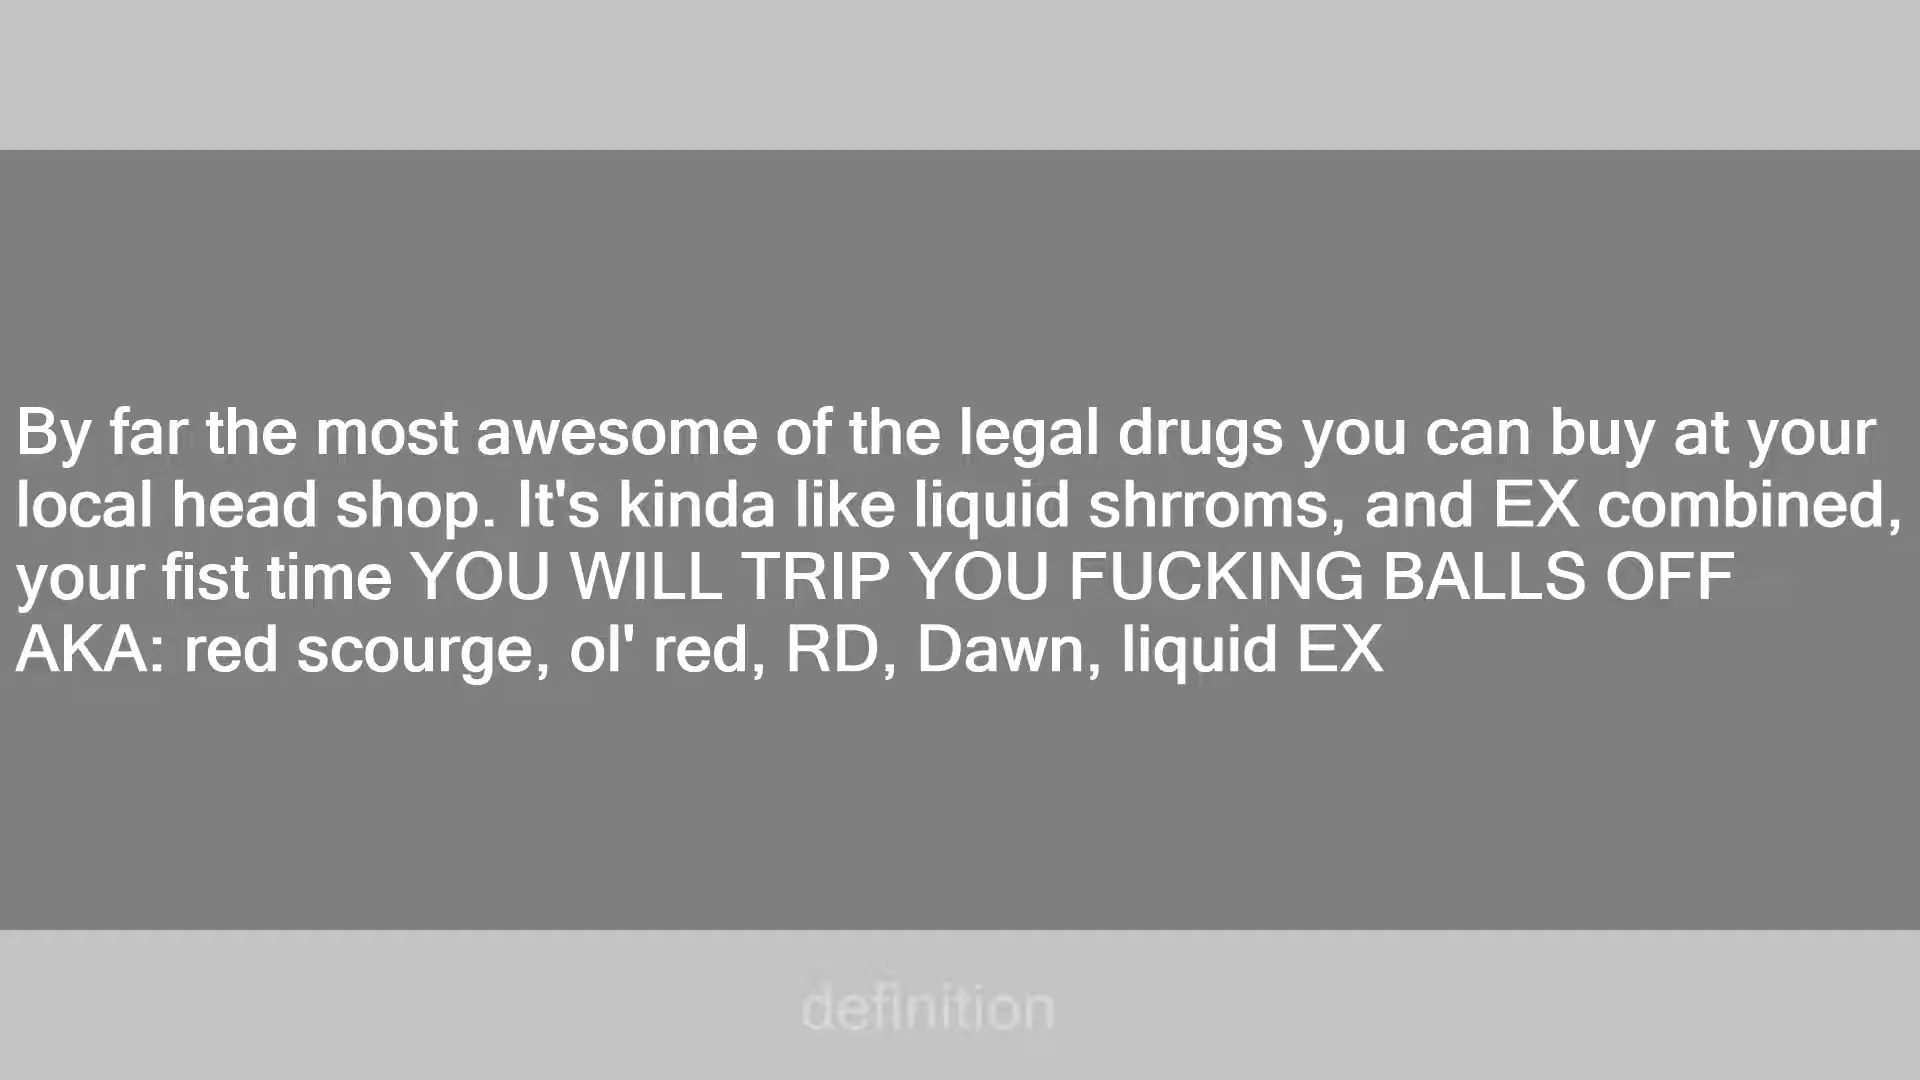 By far the most awesome of the legal drugs you can buy at your
local head shop. It's kinda like liquid shrroms, and EX combined,
your fist time YOU WILL TRIP YOU FUCKING BALLS OFF
AKA: red scourge, ol' red, RD, Dawn, liquid EX
definition